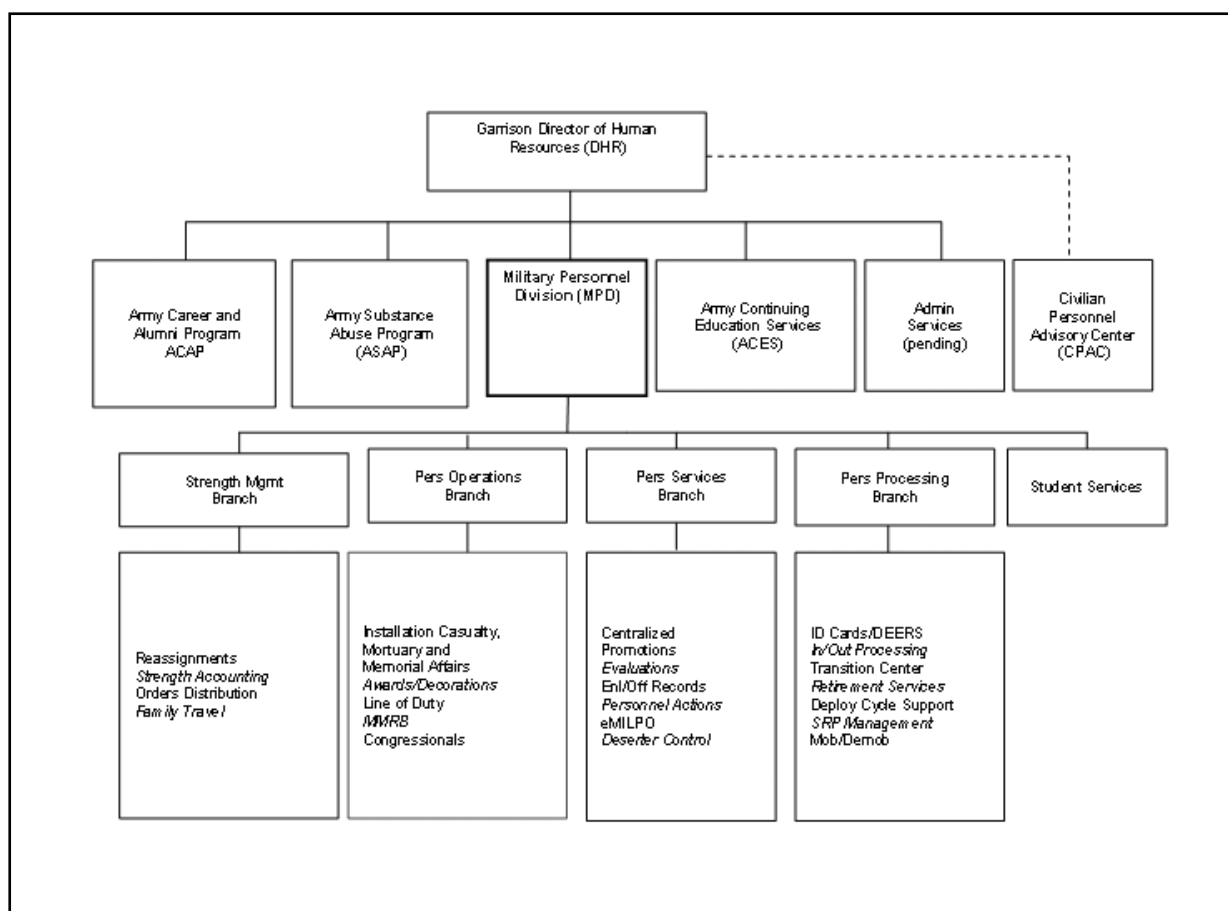 Garrison Director of Human
Resources (DHR)
Army Career and
Alumni Program
ACAP
Army Substance
Abuse Program
(ASAP)
Military Personnel
Division (MPD)
Army Continuing
Education Services
(ACES)
Admin
Services
(pending)
Civilian
Personnel
Advisory Center
(CPAC)
Strength Mgmt
Branch
Pers Operations
Branch
Pers Services
Branch
Pers Processing
Branch
Student Services
Reassignments
Strength Accounting
Orders Distribution
Family Travel
Installation Casualty,
Mortuary and
Memorial Affairs
Awards/Decorations
Line of Duty
MMRB
Congressionals
Centralized
Promotions
Evaluations
Enl/Off Records
Personnel Actions
eMILPO
Deserter Control
ID Cards/DEERS
In/Out Processing
Transition Center
Retirement Services
Deploy Cycle Support
SRP Management
Mob/Demob